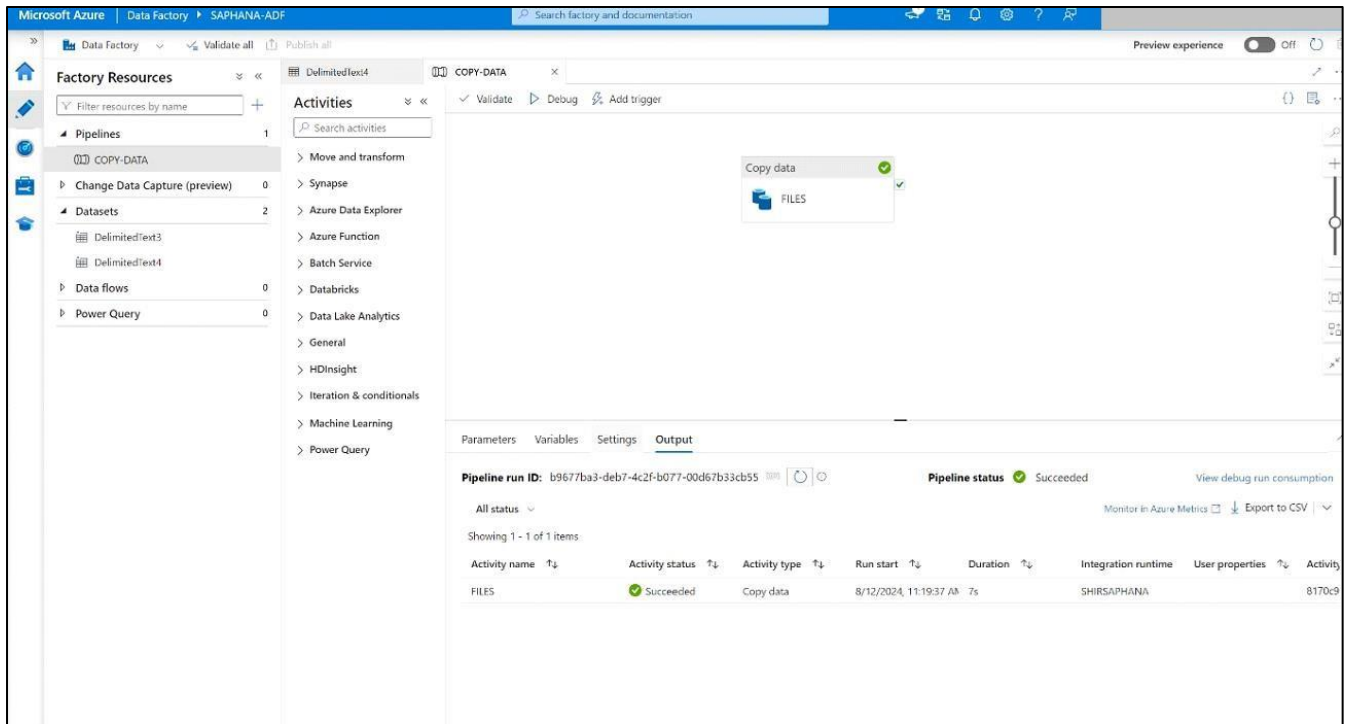 Microsoft Azure | Data Factory ▸ SAPHANA-ADF
Search factory and documentation
Data Factory
Validate all
Publish all
Preview experience
Off
Factory Resources
Filter resources by name
Pipelines 1
COPY-DATA
Change Data Capture (preview) 0
Datasets 2
DelimitedText3
DelimitedText4
Data flows 0
Power Query 0
DelimitedText4
COPY-DATA
Activities
Search activities
Move and transform
Synapse
Azure Data Explorer
Azure Function
Batch Service
Databricks
Data Lake Analytics
General
HDInsight
Iteration & conditionals
Machine Learning
Power Query
Validate Debug Add trigger
Copy data
FILES
Parameters Variables Settings Output
Pipeline run ID: b9677ba3-deb7-4c2f-b077-00d67b33cb55
Pipeline status Succeeded
View debug run consumption
All status
Monitor in Azure Metrics Export to CSV
Showing 1 - 1 of 1 items
Activity name Activity status Activity type Run start Duration Integration runtime User properties Activity
FILES Succeeded Copy data 8/12/2024, 11:19:37 AM 7s SHIRSAPHANA 8170c9